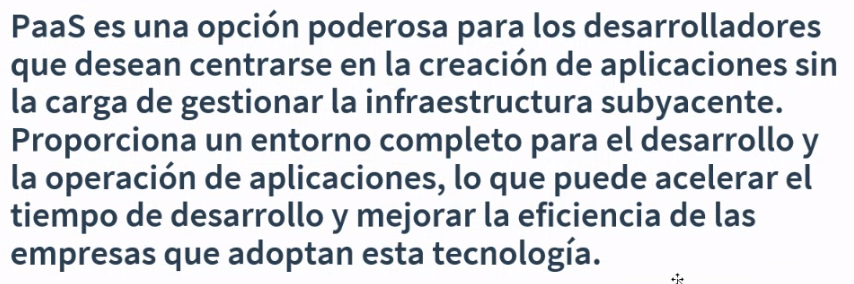 PaaS es una opción poderosa para los desarrolladores
que desean centrarse en la creación de aplicaciones sin
la carga de gestionar la infraestructura subyacente.
Proporciona un entorno completo para el desarrollo y
la operación de aplicaciones, lo que puede acelerar el
tiempo de desarrollo y mejorar la eficiencia de las
empresas que adoptan esta tecnología.